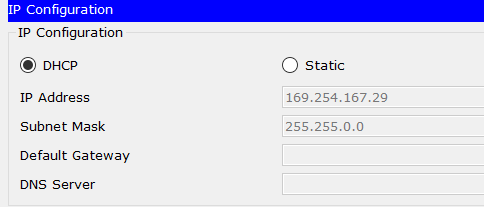 IP Configuration
IP Configuration
DHCP Static
IP Address 169.254.167.29
Subnet Mask 255.255.0.0
Default Gateway
DNS Server